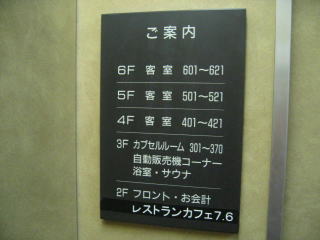 ご案内
6F 客室 601～621
5F 客室 501～521
4F 客室 401～421
3F カプセルルーム 301～370
自動販売機コーナー
浴室・サウナ
2F フロント・お会計
レストランカフェ7.6